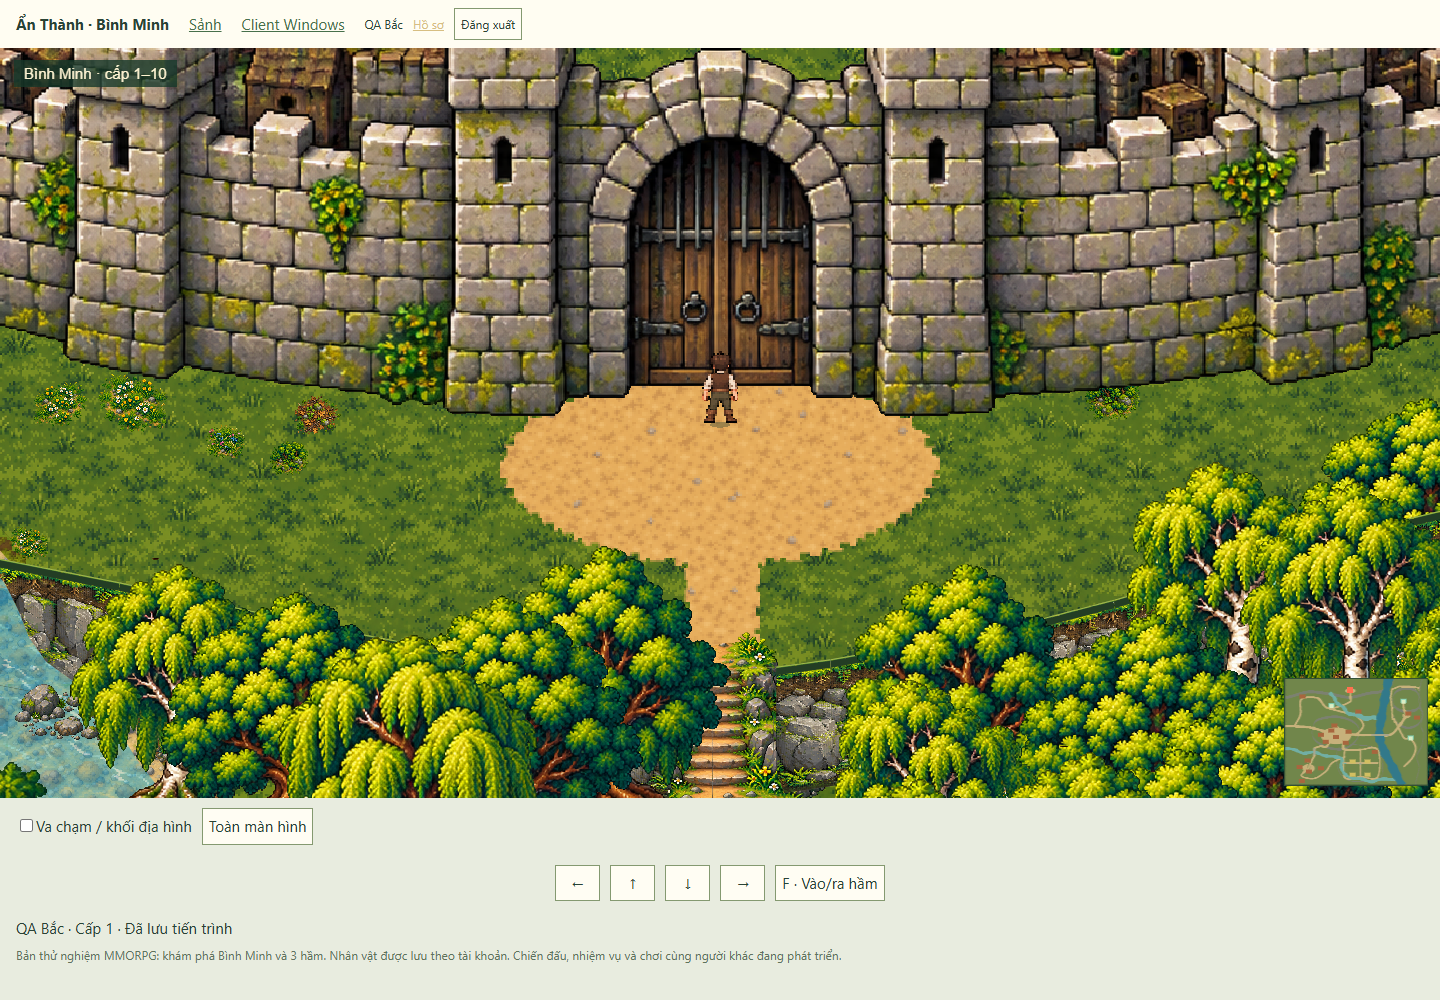 Ẩn Thành · Bình Minh Sảnh Client Windows QA Bắc Hồ sơ Đăng xuất
Bình Minh · cấp 1–10
Va chạm / khối địa hình Toàn màn hình
← ↑ ↓ → F · Vào/ra hầm
QA Bắc · Cấp 1 · Đã lưu tiến trình
Bản thử nghiệm MMORPG: khám phá Bình Minh và 3 hầm. Nhân vật được lưu theo tài khoản. Chiến đấu, nhiệm vụ và chơi cùng người khác đang phát triển.